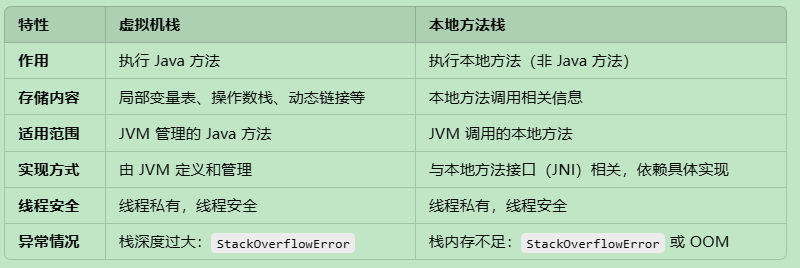 特性 虚拟机栈 本地方法栈
作用 执行 Java 方法 执行本地方法（非 Java 方法）
存储内容 局部变量表、操作数栈、动态链接等 本地方法调用相关信息
适用范围 JVM 管理的 Java 方法 JVM 调用的本地方法
实现方式 由 JVM 定义和管理 与本地方法接口（JNI）相关，依赖具体实现
线程安全 线程私有，线程安全 线程私有，线程安全
异常情况 栈深度过大：StackOverflowError 栈内存不足：StackOverflowError 或 OOM